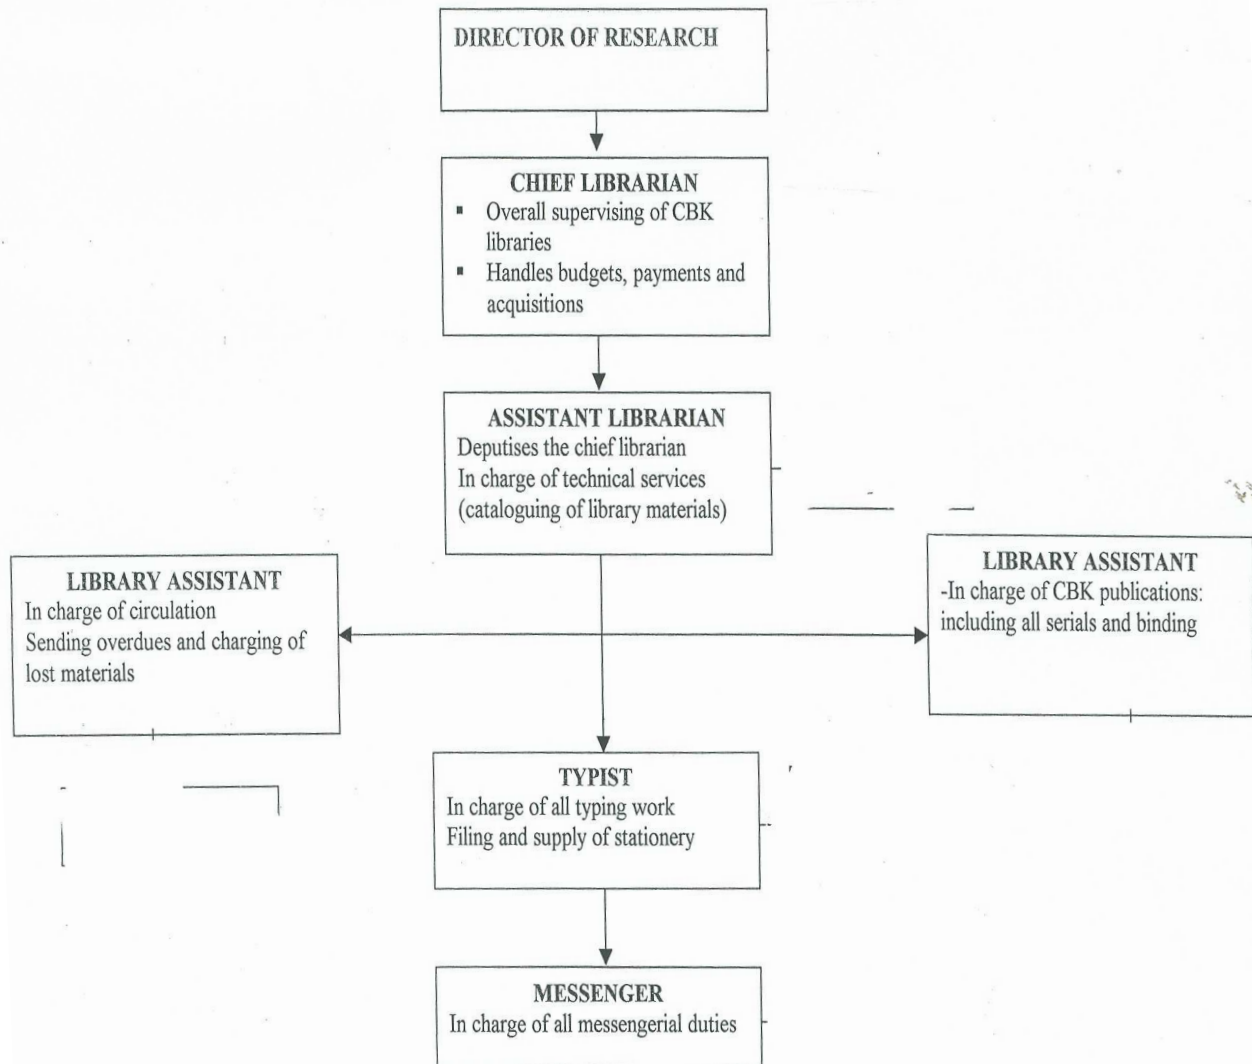 DIRECTOR OF RESEARCH
CHIEF LIBRARIAN
▪ Overall supervising of CBK
libraries
▪ Handles budgets, payments and
acquisitions
ASSISTANT LIBRARIAN
Deputises the chief librarian
In charge of technical services
(cataloguing of library materials)
LIBRARY ASSISTANT
In charge of circulation
Sending overdues and charging of
lost materials
LIBRARY ASSISTANT
-In charge of CBK publications:
including all serials and binding
TYPIST
In charge of all typing work
Filing and supply of stationery
MESSENGER
In charge of all messengerial duties